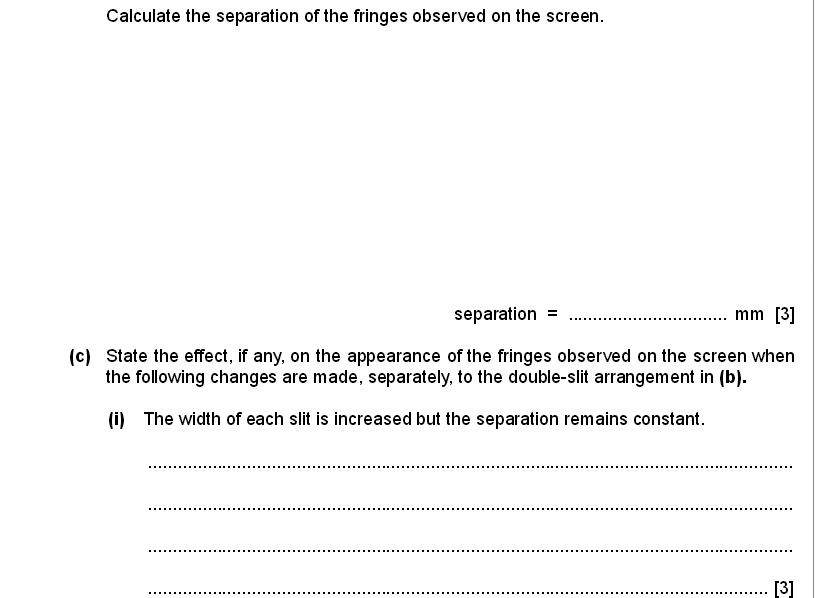 Calculate the separation of the fringes observed on the screen.
separation = ................................ mm [3]
(c) State the effect, if any, on the appearance of the fringes observed on the screen when
the following changes are made, separately, to the double-slit arrangement in (b).
(i) The width of each slit is increased but the separation remains constant.
..................................................................................................................................
..................................................................................................................................
..................................................................................................................................
............................................................................................................................. [3]